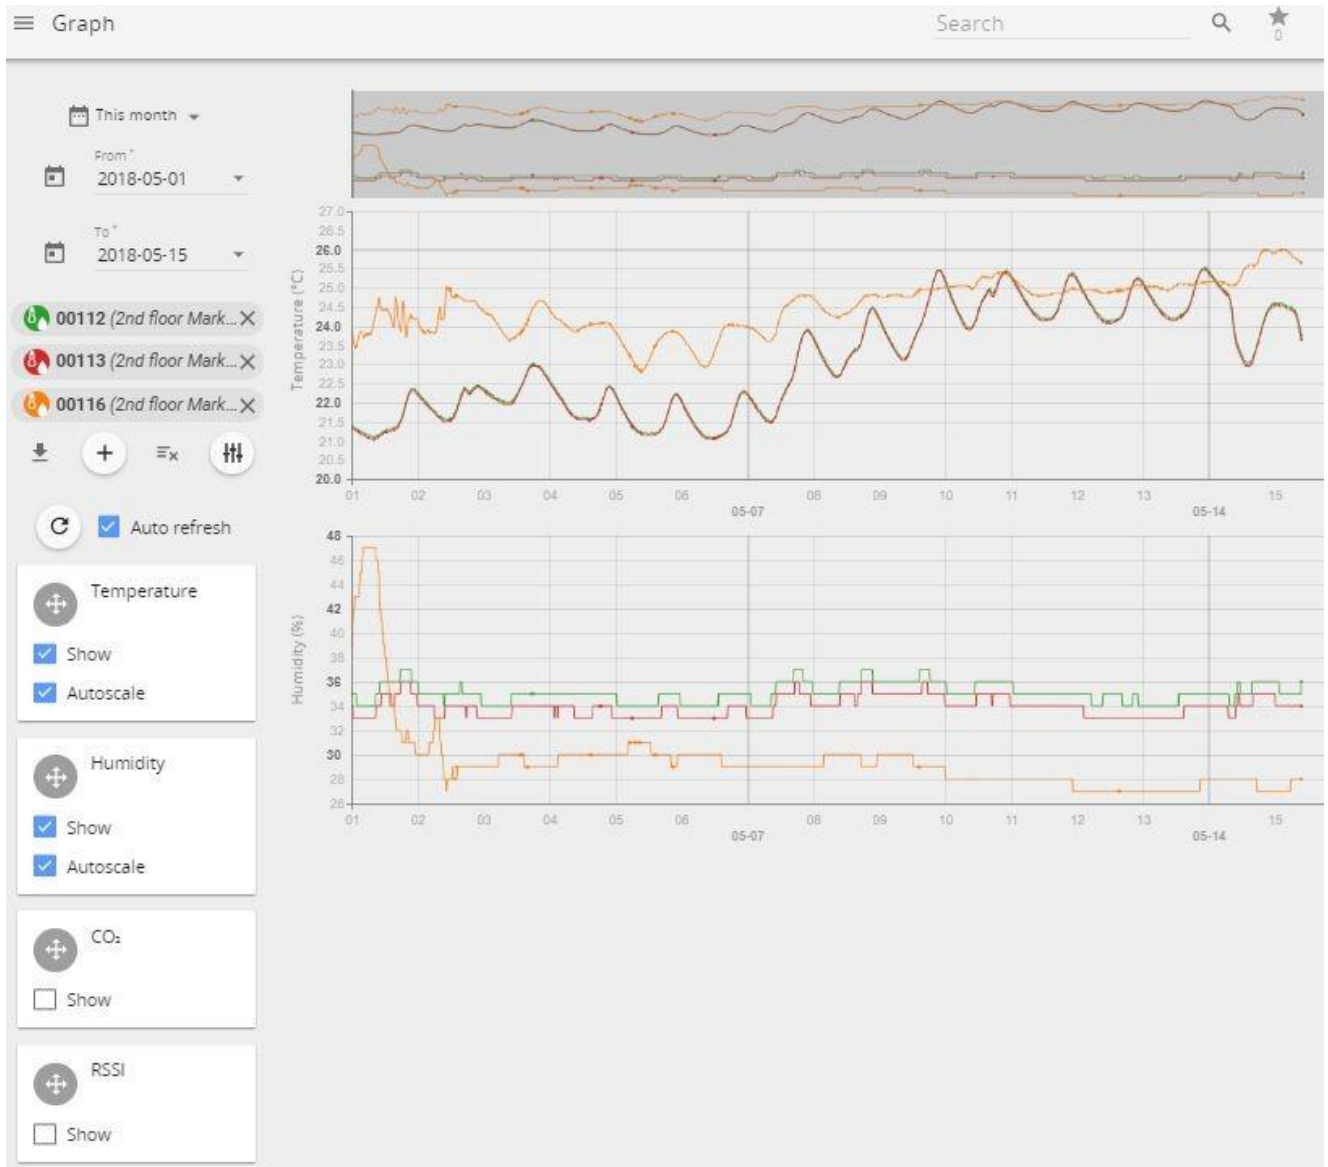 Graph
Search
0
This month
From *
2018-05-01
To *
2018-05-15
00112 (2nd floor Mark...
00113 (2nd floor Mark...
00116 (2nd floor Mark...
Auto refresh
Temperature
Show
Autoscale
Humidity
Show
Autoscale
CO₂
Show
RSSI
Show
Temperature (°C)
27.0
26.5
26.0
25.5
25.0
24.5
24.0
23.5
23.0
22.5
22.0
21.5
21.0
20.5
20.0
01 02 03 04 05 06 08 09 10 11 12 13 15
05-07 05-14
Humidity (%)
48
46
44
42
40
38
36
34
32
30
28
26
01 02 03 04 05 06 08 09 10 11 12 13 15
05-07 05-14